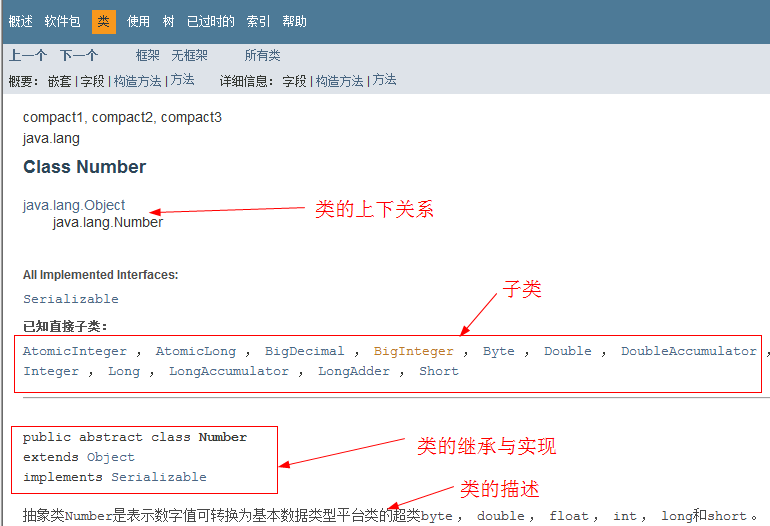 概述 软件包 类 使用 树 已过时的 索引 帮助
上一个 下一个 框架 无框架 所有类
概要: 嵌套 | 字段 | 构造方法 | 方法 详细信息: 字段 | 构造方法 | 方法
compact1, compact2, compact3
java.lang
Class Number
java.lang.Object
类的上下关系
java.lang.Number
All Implemented Interfaces:
子类
Serializable
已知直接子类:
AtomicInteger , AtomicLong , BigDecimal , BigInteger , Byte , Double , DoubleAccumulator ,
Integer , Long , LongAccumulator , LongAdder , Short
public abstract class Number
类的继承与实现
extends Object
implements Serializable
类的描述
抽象类Number是表示数字值可转换为基本数据类型平台类的超类byte , double , float , int , long和short 。